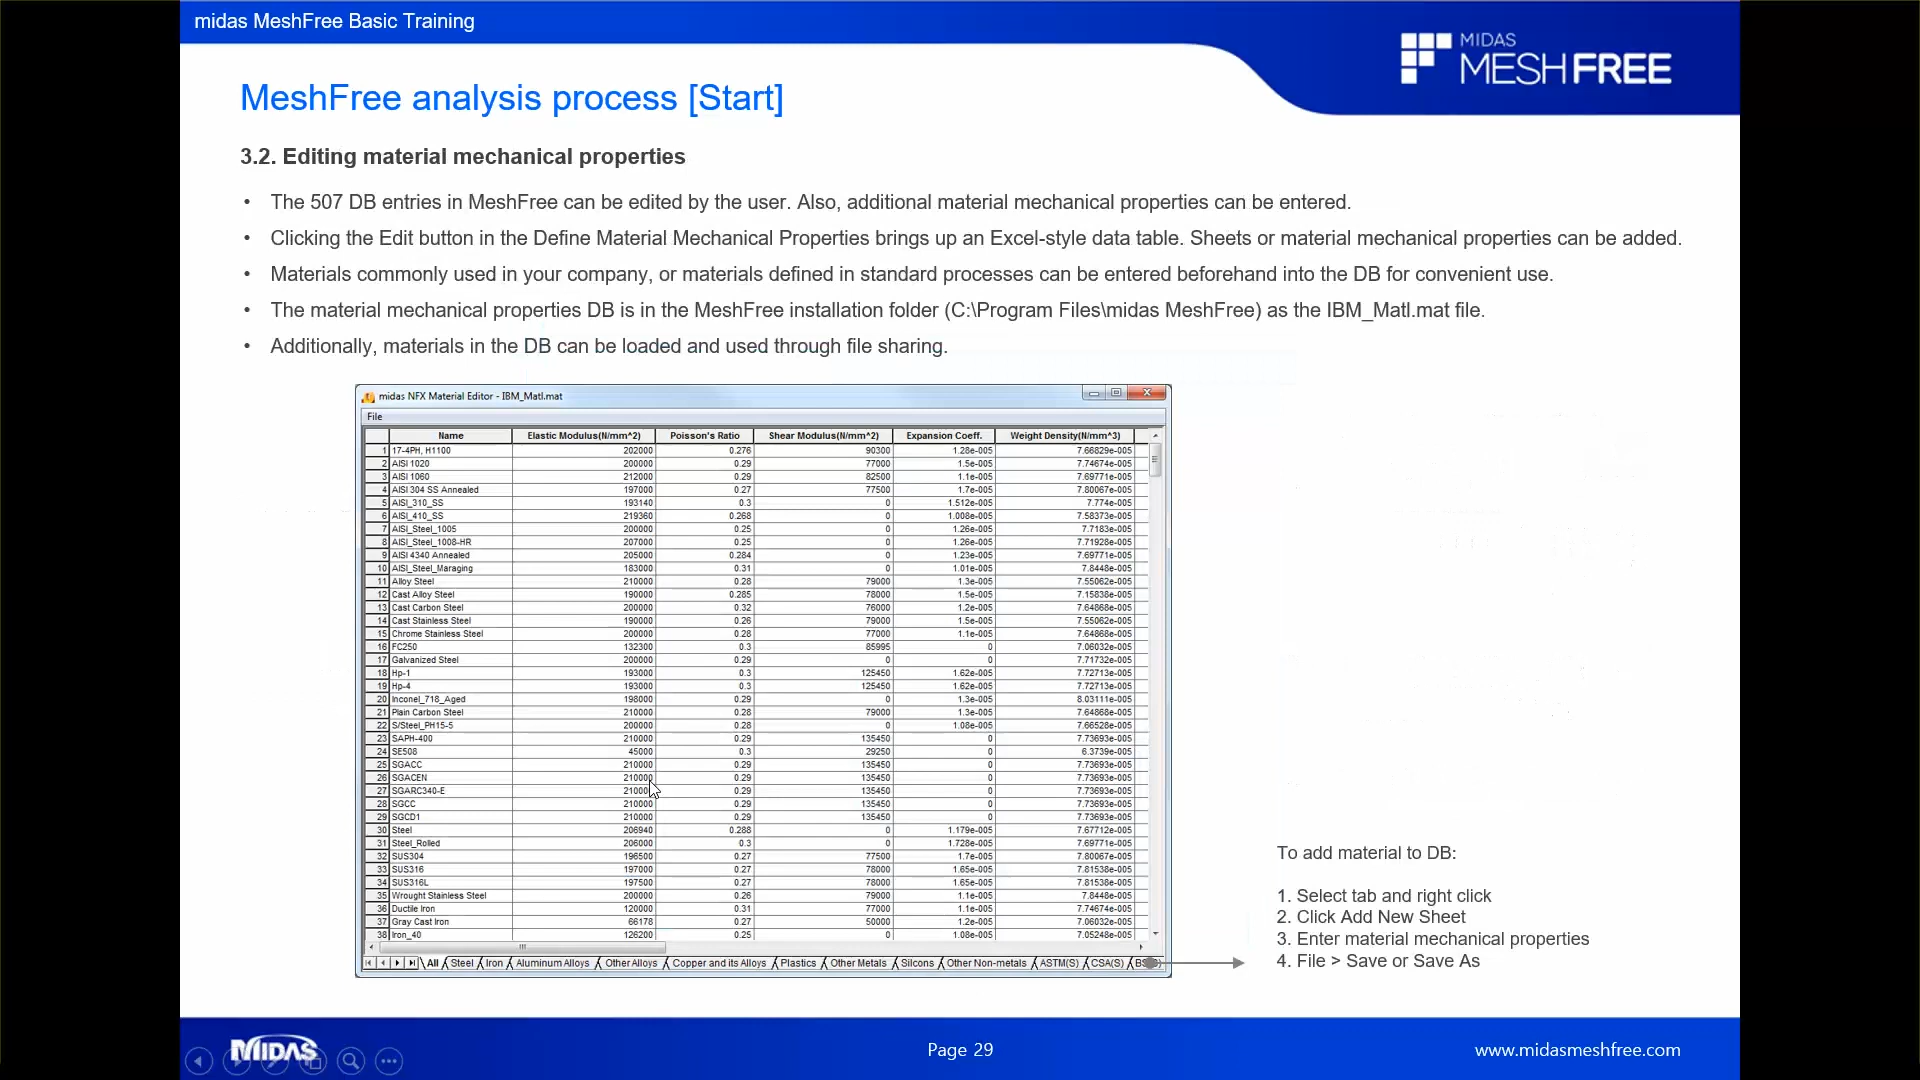 midas MeshFree Basic Training
MIDAS
MESHFREE
MeshFree analysis process [Start]
3.2. Editing material mechanical properties
• The 507 DB entries in MeshFree can be edited by the user. Also, additional material mechanical properties can be entered.
• Clicking the Edit button in the Define Material Mechanical Properties brings up an Excel-style data table. Sheets or material mechanical properties can be added.
• Materials commonly used in your company, or materials defined in standard processes can be entered beforehand into the DB for convenient use.
• The material mechanical properties DB is in the MeshFree installation folder (C:\Program Files\midas MeshFree) as the IBM_Matl.mat file.
• Additionally, materials in the DB can be loaded and used through file sharing.
midas NFX Material Editor - IBM_Matl.mat
File
Name Elastic Modulus(N/mm^2) Poisson's Ratio Shear Modulus(N/mm^2) Expansion Coeff. Weight Density(N/mm^3)
1 17-4PH, H1100 202000 0.276 90300 1.28e-005 7.66829e-005
2 AISI 1020 200000 0.29 77000 1.5e-005 7.74674e-005
3 AISI 1060 212000 0.29 82500 1.1e-005 7.69771e-005
4 AISI 304 SS Annealed 197000 0.27 77500 1.7e-005 7.80067e-005
5 AISI_310_SS 193140 0.3 0 1.512e-005 7.774e-005
6 AISI_410_SS 219360 0.268 0 1.008e-005 7.58373e-005
7 AISI_Steel_1005 200000 0.25 0 1.26e-005 7.7183e-005
8 AISI_Steel_1008-HR 207000 0.25 0 1.26e-005 7.71928e-005
9 AISI 4340 Annealed 205000 0.284 0 1.23e-005 7.69771e-005
10 AISI_Steel_Maraging 183000 0.31 0 1.01e-005 7.8448e-005
11 Alloy Steel 210000 0.28 79000 1.3e-005 7.55062e-005
12 Cast Alloy Steel 190000 0.285 78000 1.5e-005 7.15838e-005
13 Cast Carbon Steel 200000 0.32 76000 1.2e-005 7.64868e-005
14 Cast Stainless Steel 190000 0.26 79000 1.5e-005 7.55062e-005
15 Chrome Stainless Steel 200000 0.28 77000 1.1e-005 7.64868e-005
16 FC250 132300 0.3 85995 0 7.06032e-005
17 Galvanized Steel 200000 0.29 0 0 7.71732e-005
18 Hp-1 193000 0.3 125450 1.62e-005 7.72713e-005
19 Hp-4 193000 0.3 125450 1.62e-005 7.72713e-005
20 Inconel_718_Aged 198000 0.29 0 1.3e-005 8.03111e-005
21 Plain Carbon Steel 210000 0.28 79000 1.3e-005 7.64868e-005
22 S/Steel_PH15-5 200000 0.28 0 1.08e-005 7.66528e-005
23 SAPH-400 210000 0.29 135450 0 7.73693e-005
24 SE508 45000 0.3 29250 0 6.3739e-005
25 SGACC 210000 0.29 135450 0 7.73693e-005
26 SGACEN 210000 0.29 135450 0 7.73693e-005
27 SGARC340-E 210000 0.29 135450 0 7.73693e-005
28 SGCC 210000 0.29 135450 0 7.73693e-005
29 SGCD1 210000 0.29 135450 0 7.73693e-005
30 Steel 206940 0.288 0 1.179e-005 7.67712e-005
31 Steel_Rolled 206000 0.3 0 1.728e-005 7.69771e-005
32 SUS304 196500 0.27 77500 1.7e-005 7.80067e-005
33 SUS316 197000 0.27 78000 1.65e-005 7.81538e-005
34 SUS316L 197500 0.27 78000 1.65e-005 7.81538e-005
35 Wrought Stainless Steel 200000 0.26 79000 1.1e-005 7.8448e-005
36 Ductile Iron 120000 0.31 77000 1.1e-005 7.74674e-005
37 Gray Cast Iron 66178 0.27 50000 1.2e-005 7.06032e-005
38 Iron_40 126200 0.25 0 1.08e-005 7.05248e-005
All Steel Iron Aluminum Alloys Other Alloys Copper and its Alloys Plastics Other Metals Silcons Other Non-metals ASTM(S) CSA(S)
To add material to DB:
1. Select tab and right click
2. Click Add New Sheet
3. Enter material mechanical properties
4. File > Save or Save As
MIDAS
Page 29
www.midasmeshfree.com